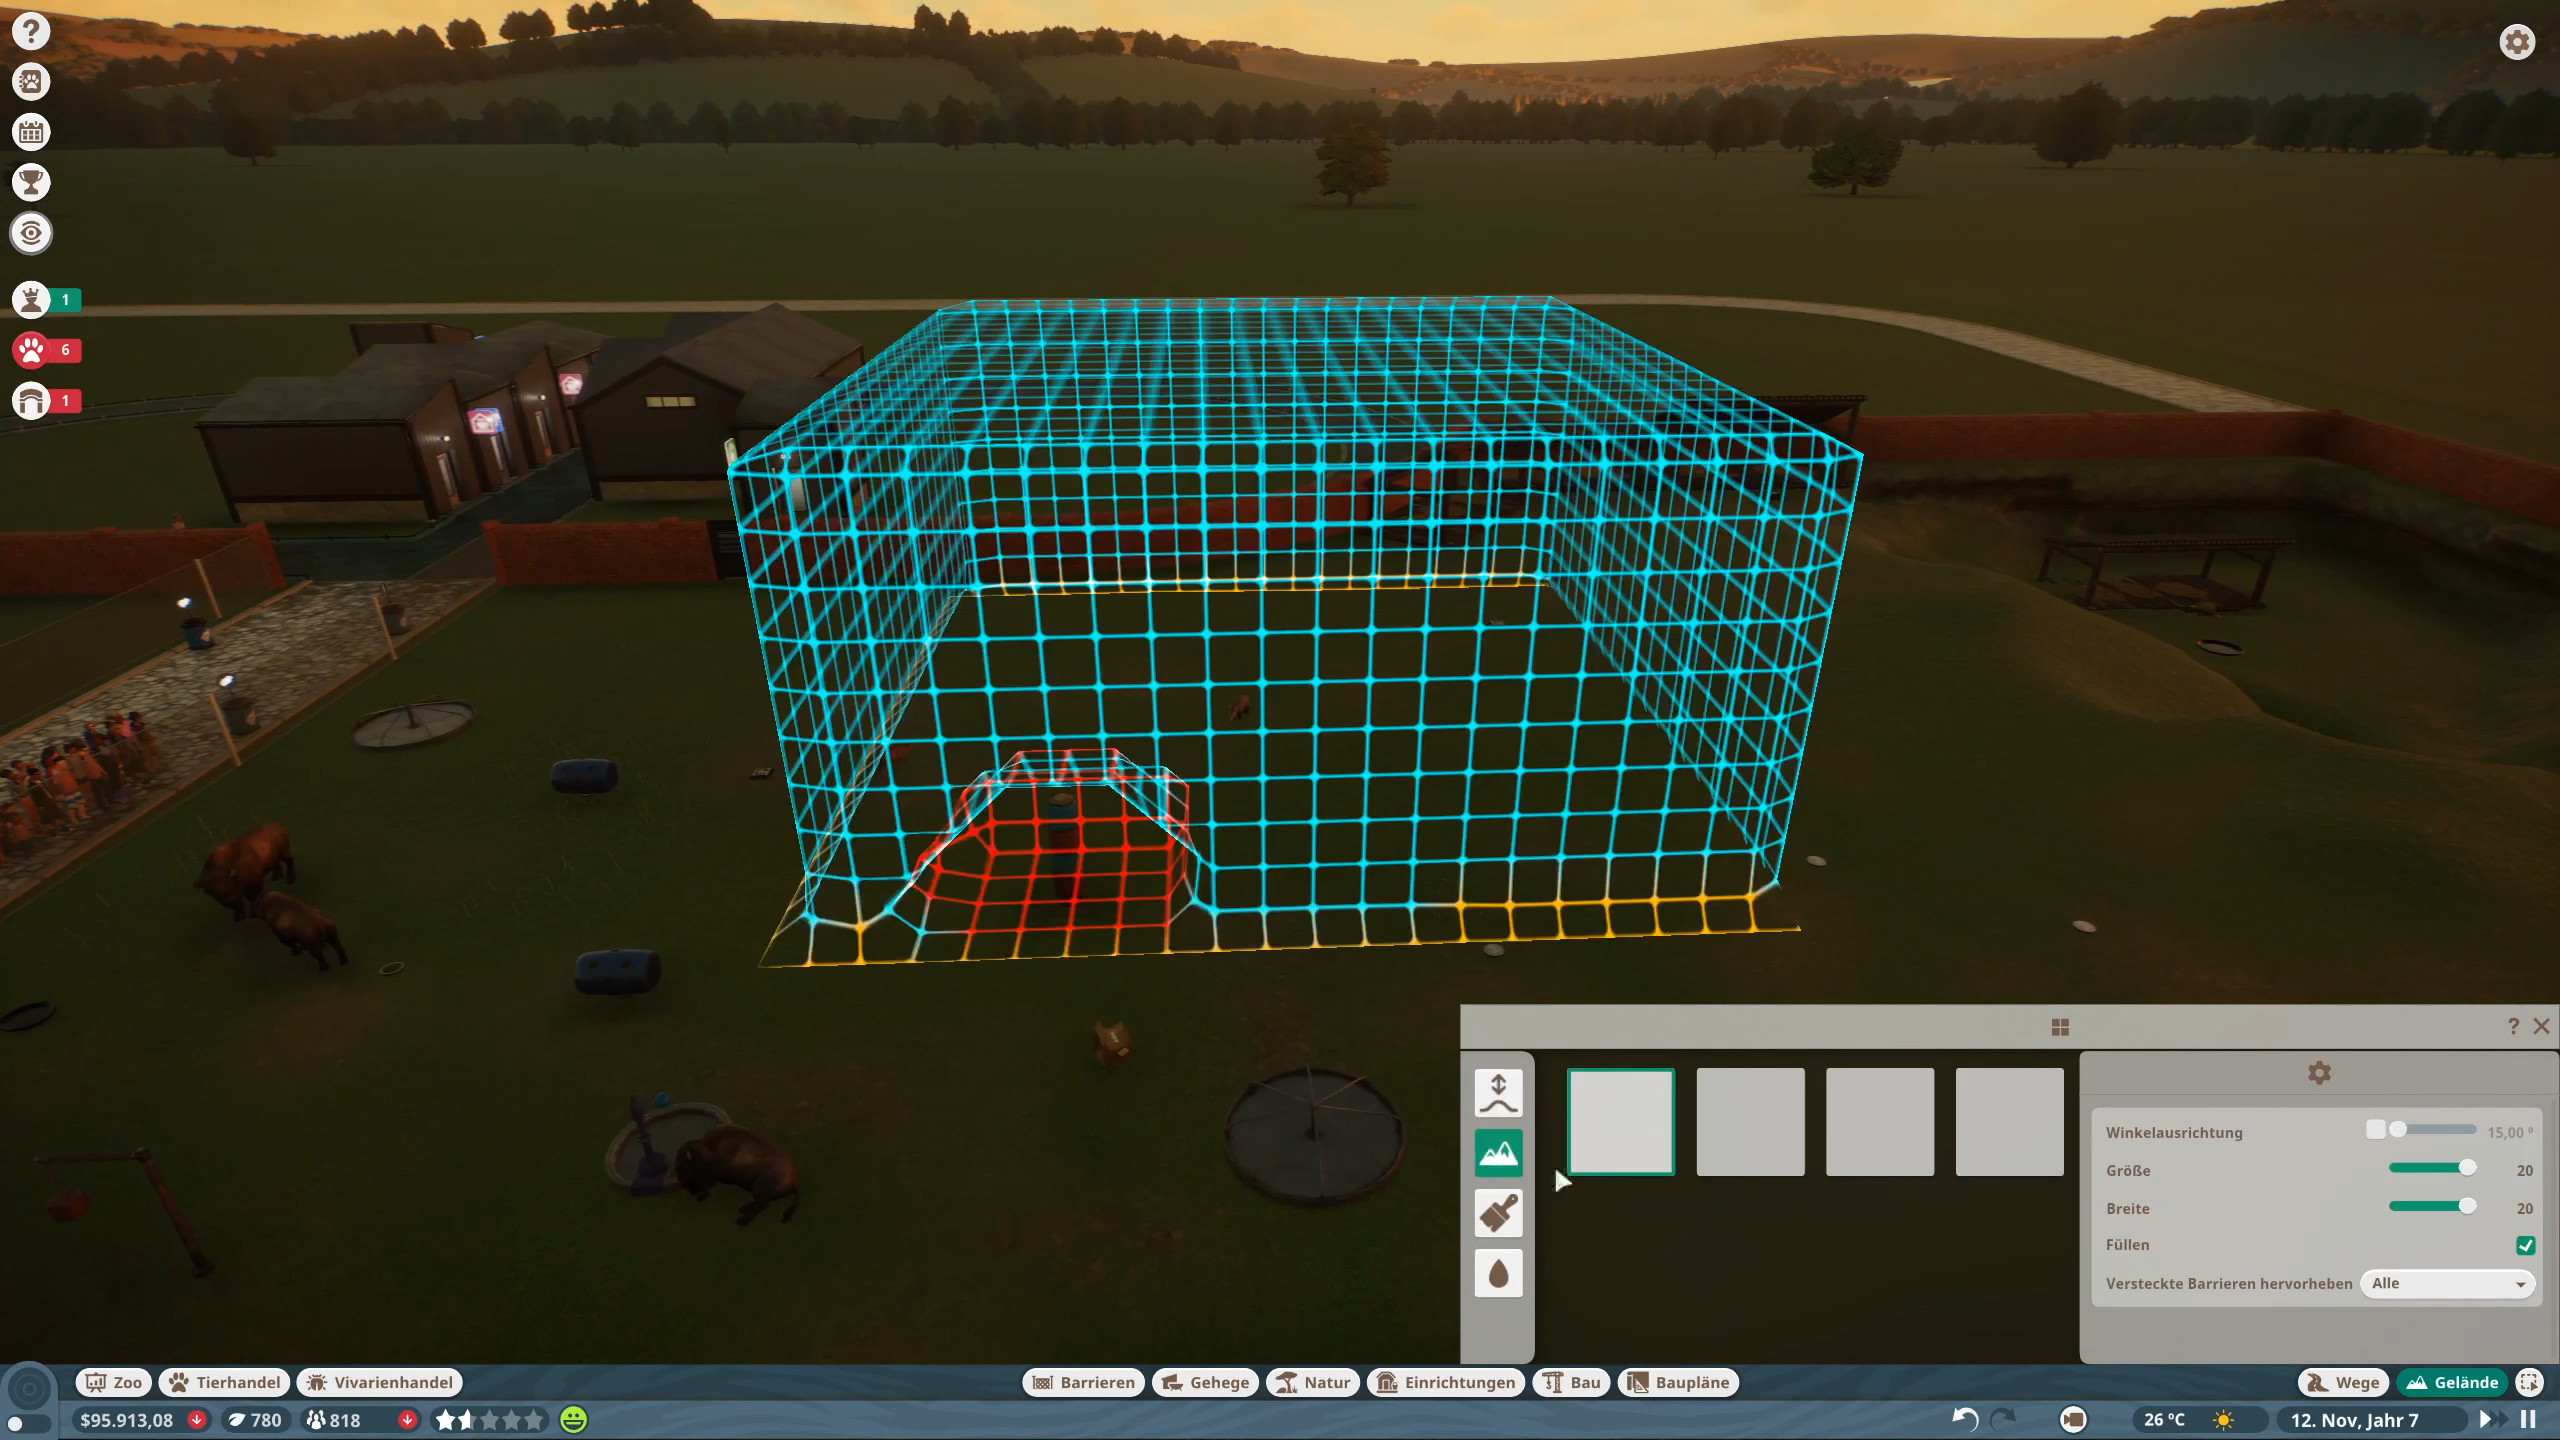 ?
1
6
1
?
Winkelausrichtung 15,00 °
Größe 20
Breite 20
Füllen
Versteckte Barrieren hervorheben Alle
Zoo Tierhandel Vivarienhandel Barrieren Gehege Natur Einrichtungen Bau Baupläne Wege Gelände
$95.913,08 780 818 26 °C 12. Nov, Jahr 7